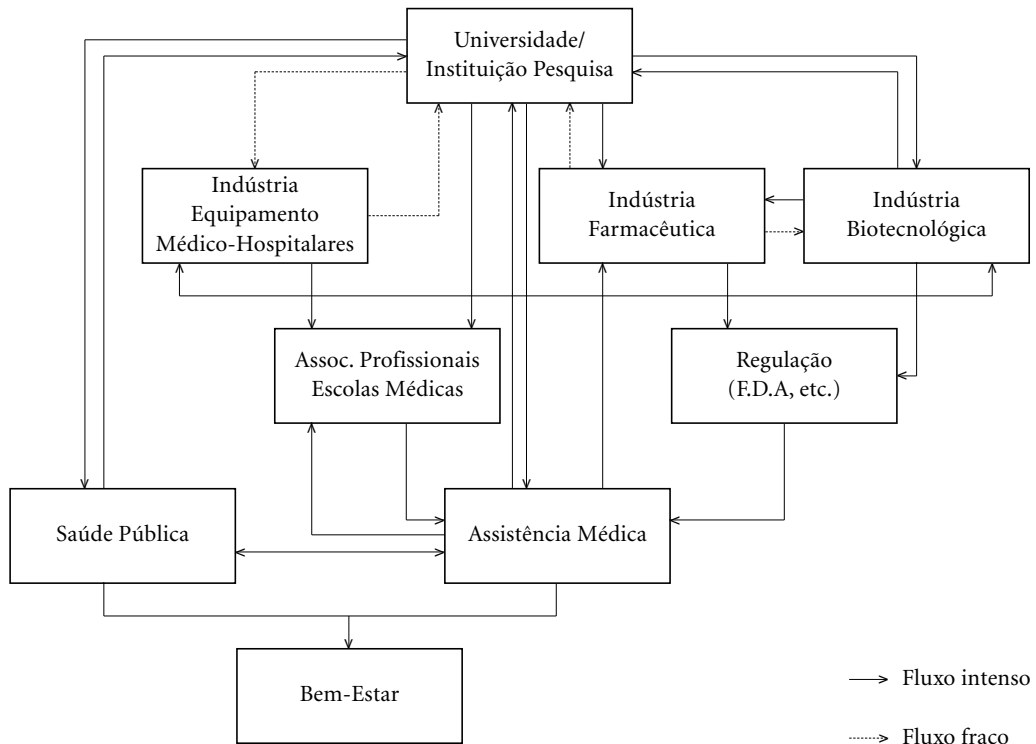 Universidade/
Instituição Pesquisa
Indústria
Equipamento
Médico-Hospitalares
Indústria
Farmacêutica
Indústria
Biotecnológica
Assoc. Profissionais
Escolas Médicas
Regulação
(F.D.A, etc.)
Saúde Pública
Assistência Médica
Bem-Estar
Fluxo intenso
Fluxo fraco